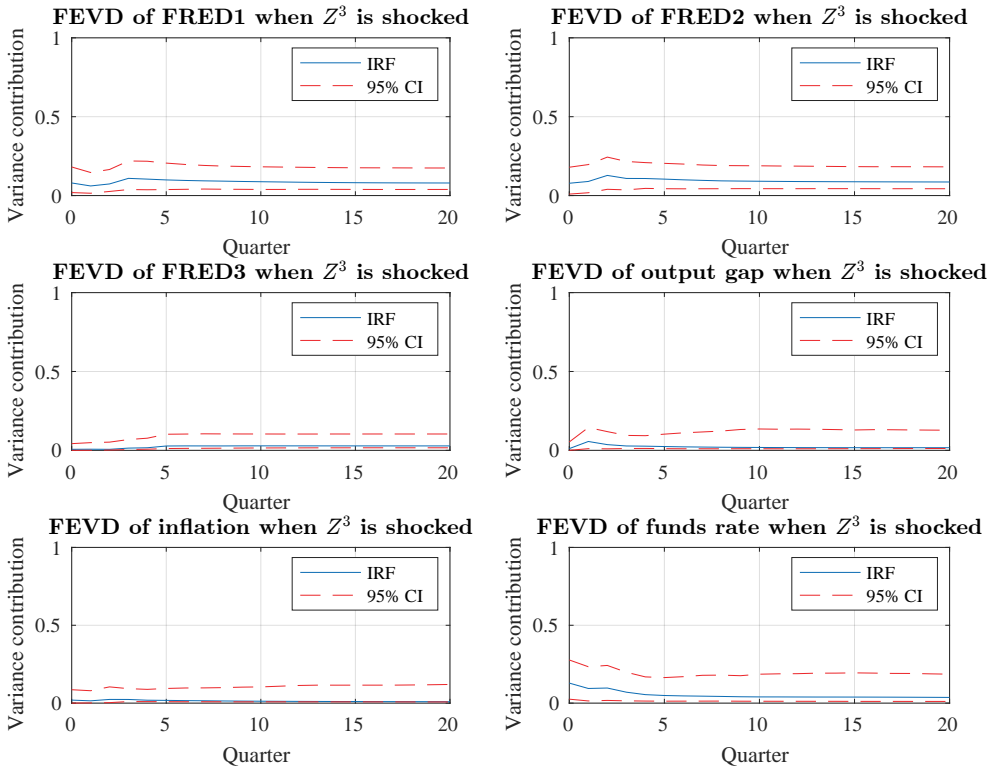 FEVD of FRED1 when Z³ is shocked
Variance contribution
1
0.5
0
IRF
95% CI
0 5 10 15 20
Quarter
FEVD of FRED2 when Z³ is shocked
Variance contribution
1
0.5
0
IRF
95% CI
0 5 10 15 20
Quarter
FEVD of FRED3 when Z³ is shocked
Variance contribution
1
0.5
0
IRF
95% CI
0 5 10 15 20
Quarter
FEVD of output gap when Z³ is shocked
Variance contribution
1
0.5
0
IRF
95% CI
0 5 10 15 20
Quarter
FEVD of inflation when Z³ is shocked
Variance contribution
1
0.5
0
IRF
95% CI
0 5 10 15 20
Quarter
FEVD of funds rate when Z³ is shocked
Variance contribution
1
0.5
0
IRF
95% CI
0 5 10 15 20
Quarter